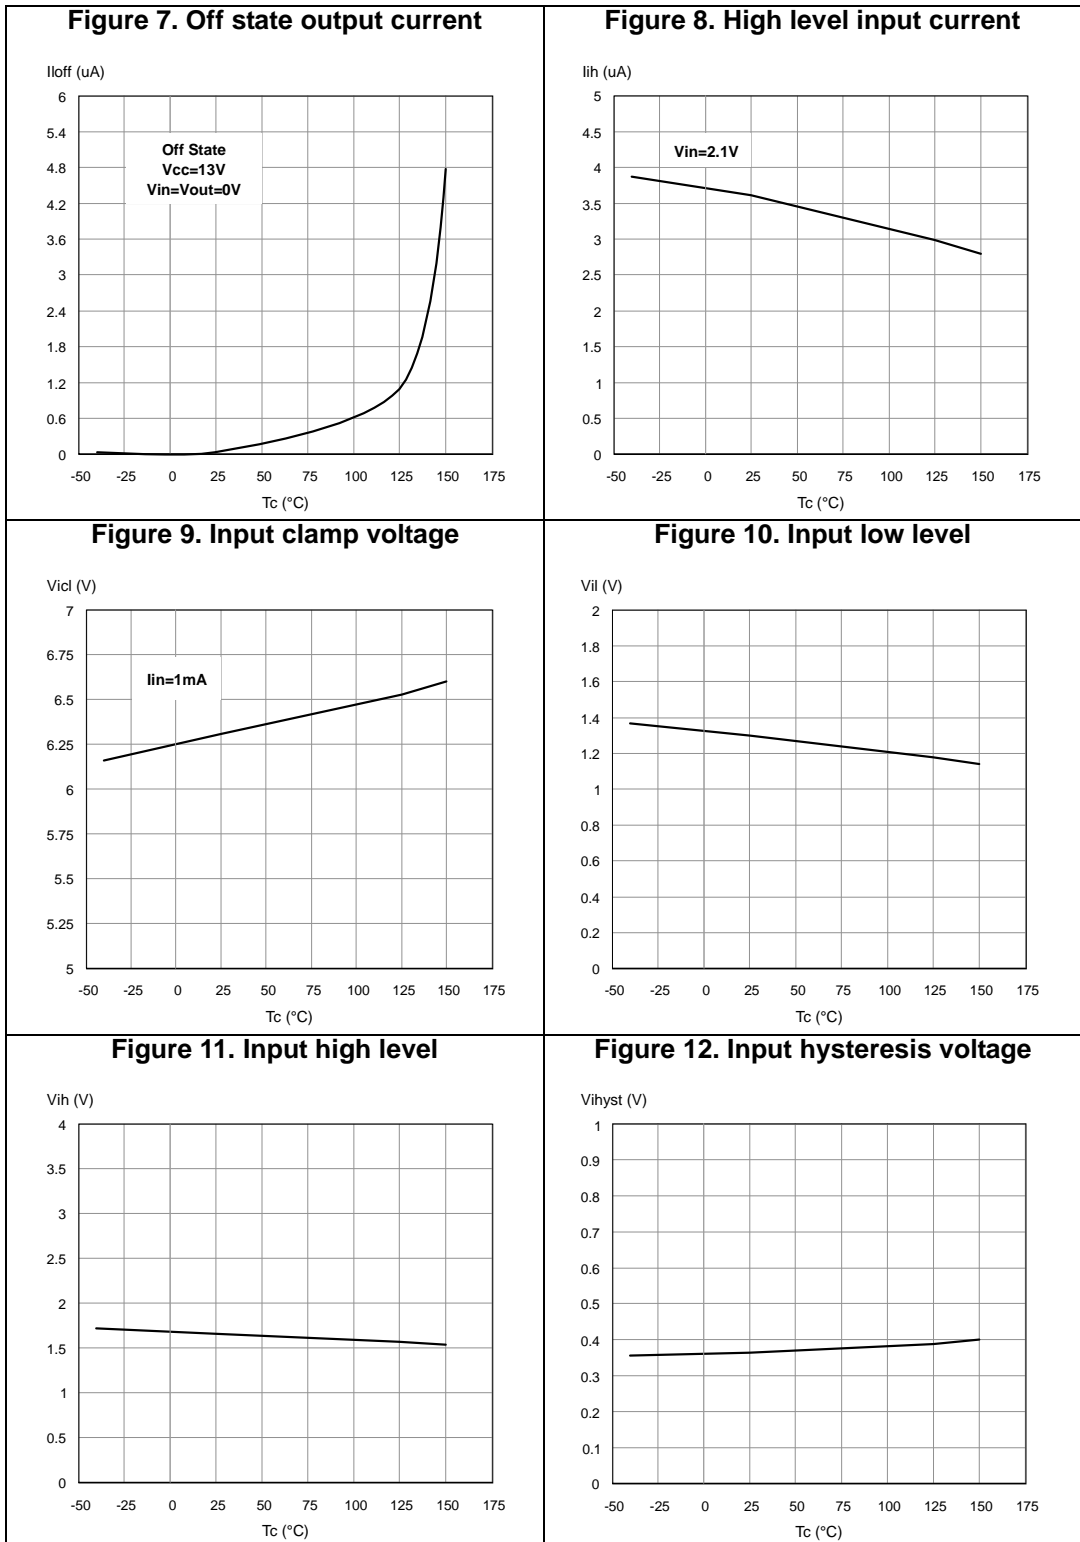 Figure 7. Off state output current
Iloff (uA)
6
5.4
4.8
4.2
3.6
3
2.4
1.8
1.2
0.6
0
Off State
Vcc=13V
Vin=Vout=0V
-50 -25 0 25 50 75 100 125 150 175
Tc (°C)
Figure 8. High level input current
Iih (uA)
5
4.5
4
3.5
3
2.5
2
1.5
1
0.5
0
Vin=2.1V
-50 -25 0 25 50 75 100 125 150 175
Tc (°C)
Figure 9. Input clamp voltage
Vicl (V)
7
6.75
6.5
6.25
6
5.75
5.5
5.25
5
Iin=1mA
-50 -25 0 25 50 75 100 125 150 175
Tc (°C)
Figure 10. Input low level
Vil (V)
2
1.8
1.6
1.4
1.2
1
0.8
0.6
0.4
0.2
0
-50 -25 0 25 50 75 100 125 150 175
Tc (°C)
Figure 11. Input high level
Vih (V)
4
3.5
3
2.5
2
1.5
1
0.5
0
-50 -25 0 25 50 75 100 125 150 175
Tc (°C)
Figure 12. Input hysteresis voltage
Vihyst (V)
1
0.9
0.8
0.7
0.6
0.5
0.4
0.3
0.2
0.1
0
-50 -25 0 25 50 75 100 125 150 175
Tc (°C)